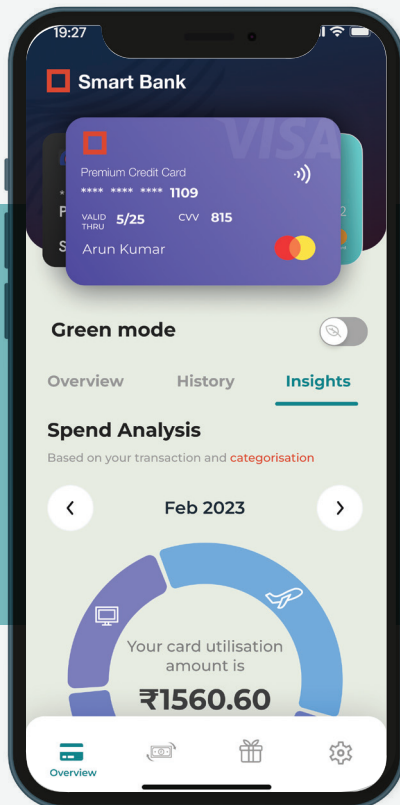 19:27
Smart Bank
VISA
Premium Credit Card
**** **** **** 1109
VALID THRU 5/25 CVV 815
Arun Kumar
P
S
2
Green mode
Overview History Insights
Spend Analysis
Based on your transaction and categorisation
Feb 2023
Your card utilisation
amount is
₹1560.60
Overview